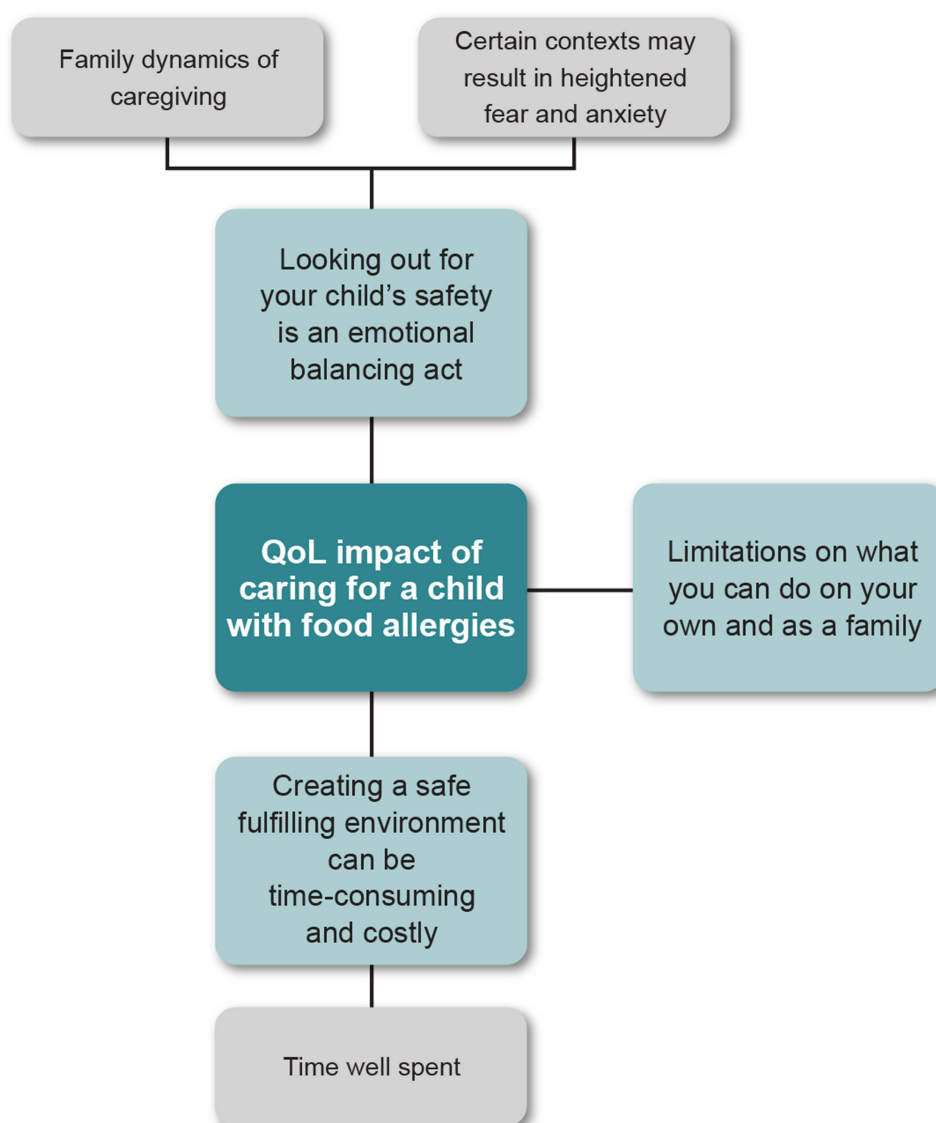 Family dynamics of
caregiving
Certain contexts may
result in heightened
fear and anxiety
Looking out for
your child’s safety
is an emotional
balancing act
QoL impact of
caring for a child
with food allergies
Limitations on what
you can do on your
own and as a family
Creating a safe
fulfilling environment
can be
time-consuming
and costly
Time well spent